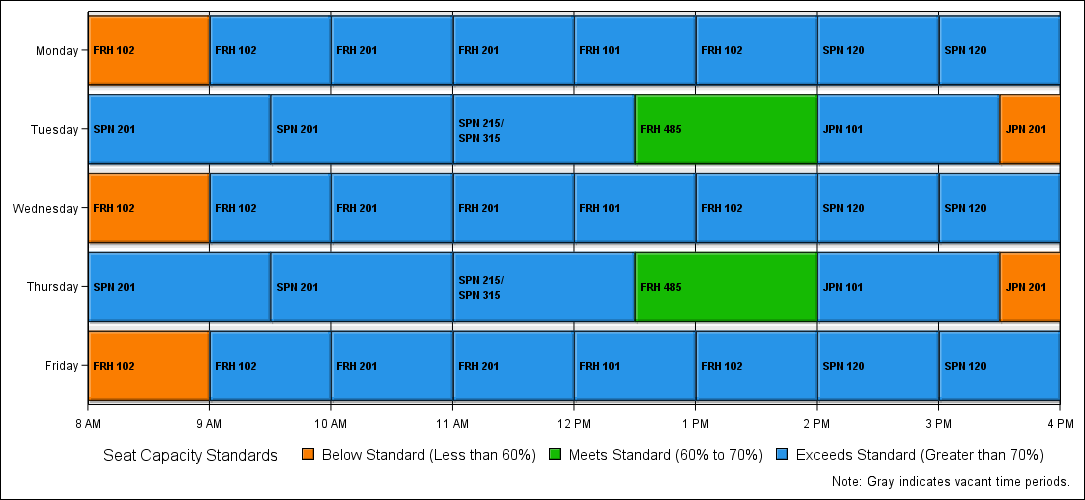 Monday
FRH 102
FRH 102
FRH 201
FRH 201
FRH 101
FRH 102
SPN 120
SPN 120
Tuesday
SPN 201
SPN 201
SPN 215/
SPN 315
FRH 485
JPN 101
JPN 201
Wednesday
FRH 102
FRH 102
FRH 201
FRH 201
FRH 101
FRH 102
SPN 120
SPN 120
Thursday
SPN 201
SPN 201
SPN 215/
SPN 315
FRH 485
JPN 101
JPN 201
Friday
FRH 102
FRH 102
FRH 201
FRH 201
FRH 101
FRH 102
SPN 120
SPN 120
8 AM
9 AM
10 AM
11 AM
12 PM
1 PM
2 PM
3 PM
4 PM
Seat Capacity Standards
Below Standard (Less than 60%)
Meets Standard (60% to 70%)
Exceeds Standard (Greater than 70%)
Note: Gray indicates vacant time periods.